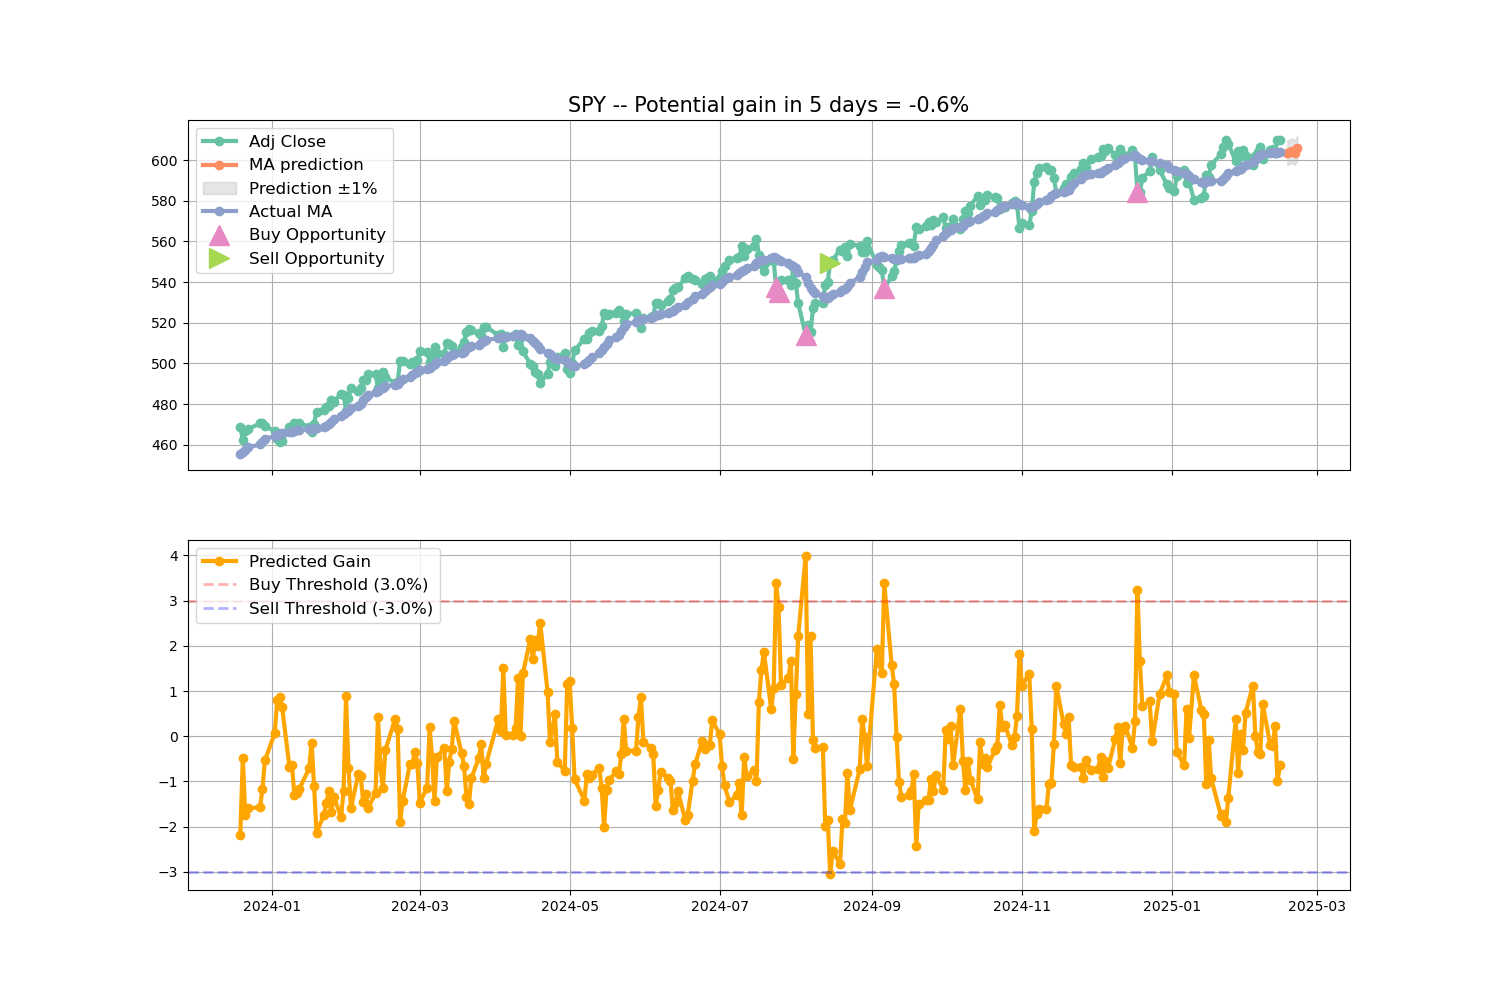 SPY -- Potential gain in 5 days = -0.6%
Adj Close
MA prediction
Prediction ±1%
Actual MA
Buy Opportunity
Sell Opportunity
600
580
560
540
520
500
480
460
Predicted Gain
Buy Threshold (3.0%)
Sell Threshold (-3.0%)
4
3
2
1
0
−1
−2
−3
2024-01 2024-03 2024-05 2024-07 2024-09 2024-11 2025-01 2025-03